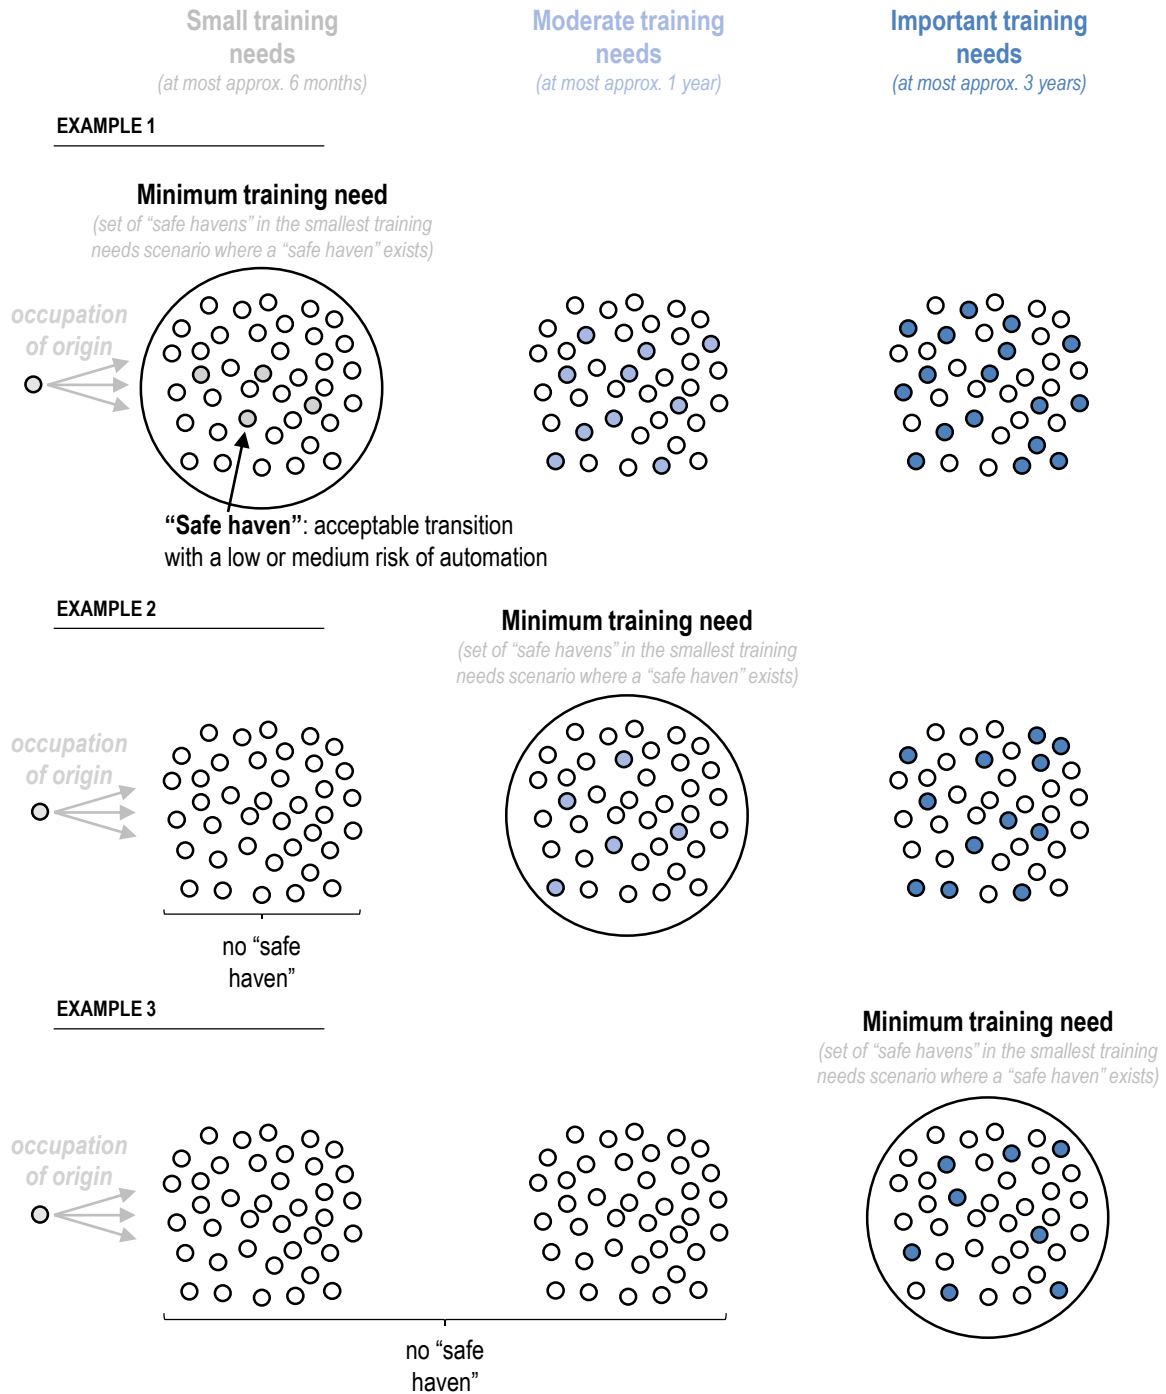 Small training
needs
(at most approx. 6 months)
Moderate training
needs
(at most approx. 1 year)
Important training
needs
(at most approx. 3 years)
EXAMPLE 1
Minimum training need
(set of “safe havens” in the smallest training
needs scenario where a “safe haven” exists)
occupation
of origin
“Safe haven”: acceptable transition
with a low or medium risk of automation
EXAMPLE 2
Minimum training need
(set of “safe havens” in the smallest training
needs scenario where a “safe haven” exists)
occupation
of origin
no “safe
haven”
EXAMPLE 3
Minimum training need
(set of “safe havens” in the smallest training
needs scenario where a “safe haven” exists)
occupation
of origin
no “safe
haven”